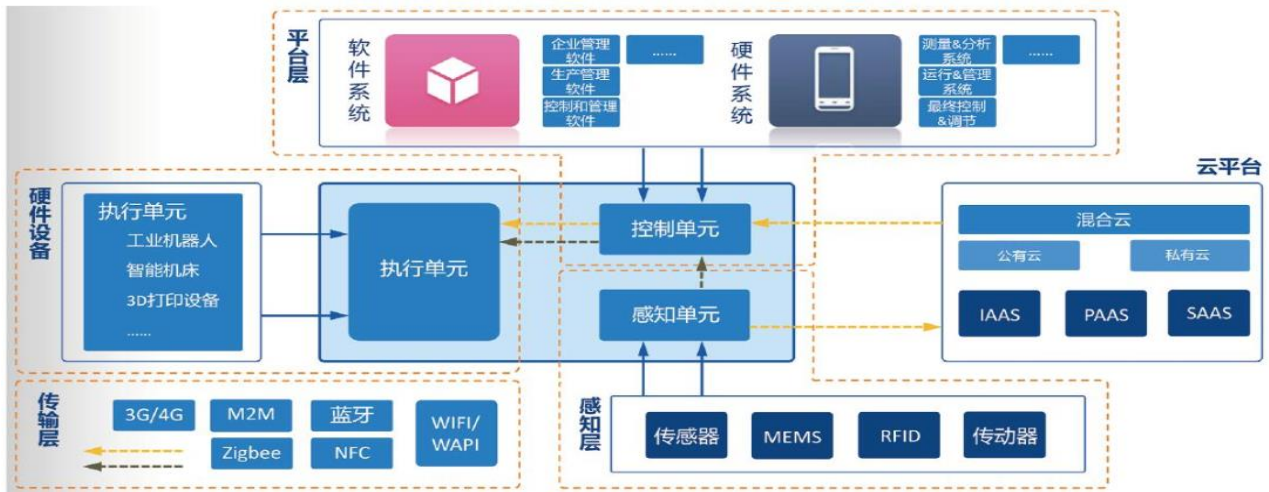 平台层
软件系统
企业管理
软件
......
生产管理
软件
控制和管理
软件
硬件系统
测量&分析
系统
......
运行&管理
系统
最终控制
&调节
硬件设备
执行单元
工业机器人
智能机床
3D打印设备
......
执行单元
控制单元
感知单元
云平台
混合云
公有云
私有云
IAAS
PAAS
SAAS
传输层
3G/4G
M2M
蓝牙
WIFI/
WAPI
Zigbee
NFC
感知层
传感器
MEMS
RFID
传动器